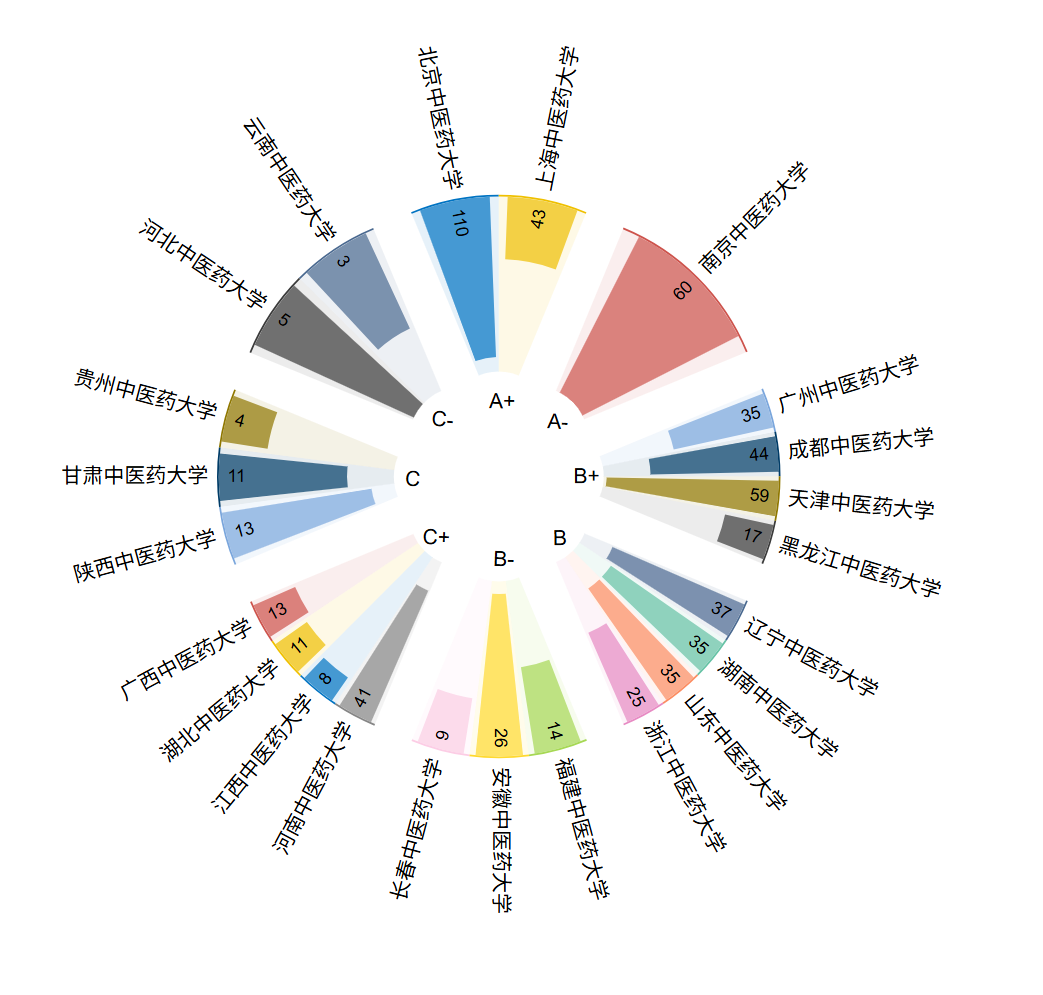 北京中医药大学
110
上海中医药大学
43
A+
南京中医药大学
60
A-
广州中医药大学
35
成都中医药大学
44
天津中医药大学
59
黑龙江中医药大学
17
B+
辽宁中医药大学
37
湖南中医药大学
35
山东中医药大学
35
浙江中医药大学
25
B
福建中医药大学
14
安徽中医药大学
26
长春中医药大学
9
B-
河南中医药大学
41
江西中医药大学
8
湖北中医药大学
11
广西中医药大学
13
C+
陕西中医药大学
13
甘肃中医药大学
11
贵州中医药大学
4
C
河北中医药大学
5
云南中医药大学
3
C-